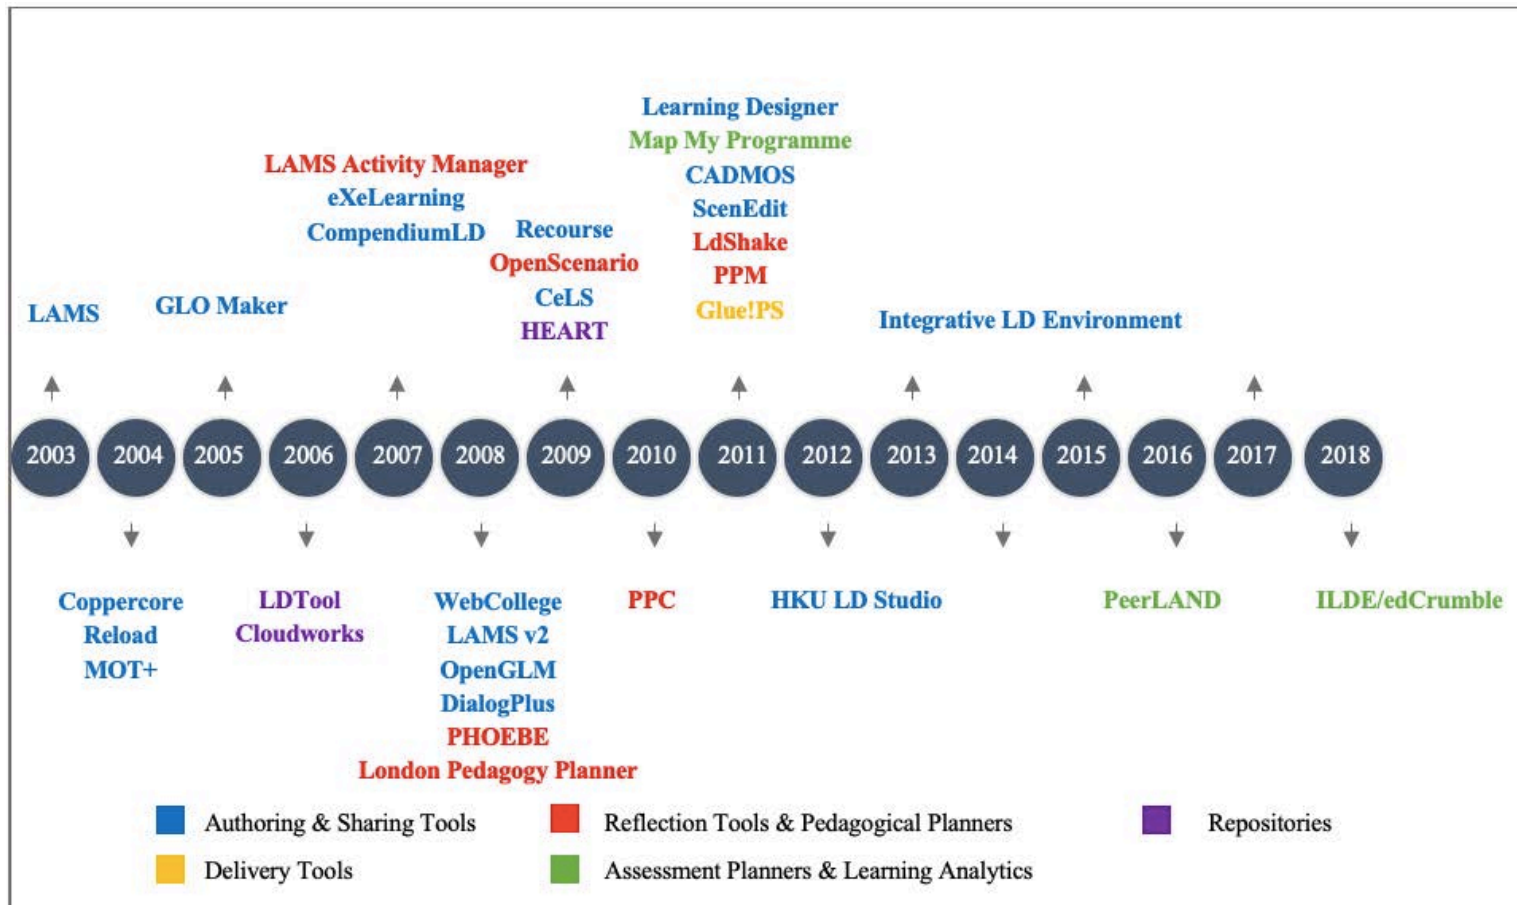 Learning Designer
Map My Programme
CADMOS
ScenEdit
LdShake
PPM
Glue!PS
LAMS Activity Manager
eXeLearning
CompendiumLD
Recourse
OpenScenario
CeLS
HEART
LAMS
GLO Maker
Integrative LD Environment
2003 2004 2005 2006 2007 2008 2009 2010 2011 2012 2013 2014 2015 2016 2017 2018
Coppercore
Reload
MOT+
LDTool
Cloudworks
WebCollege
LAMS v2
OpenGLM
DialogPlus
PHOEBE
London Pedagogy Planner
PPC
HKU LD Studio
PeerLAND
ILDE/edCrumble
Authoring & Sharing Tools
Reflection Tools & Pedagogical Planners
Repositories
Delivery Tools
Assessment Planners & Learning Analytics